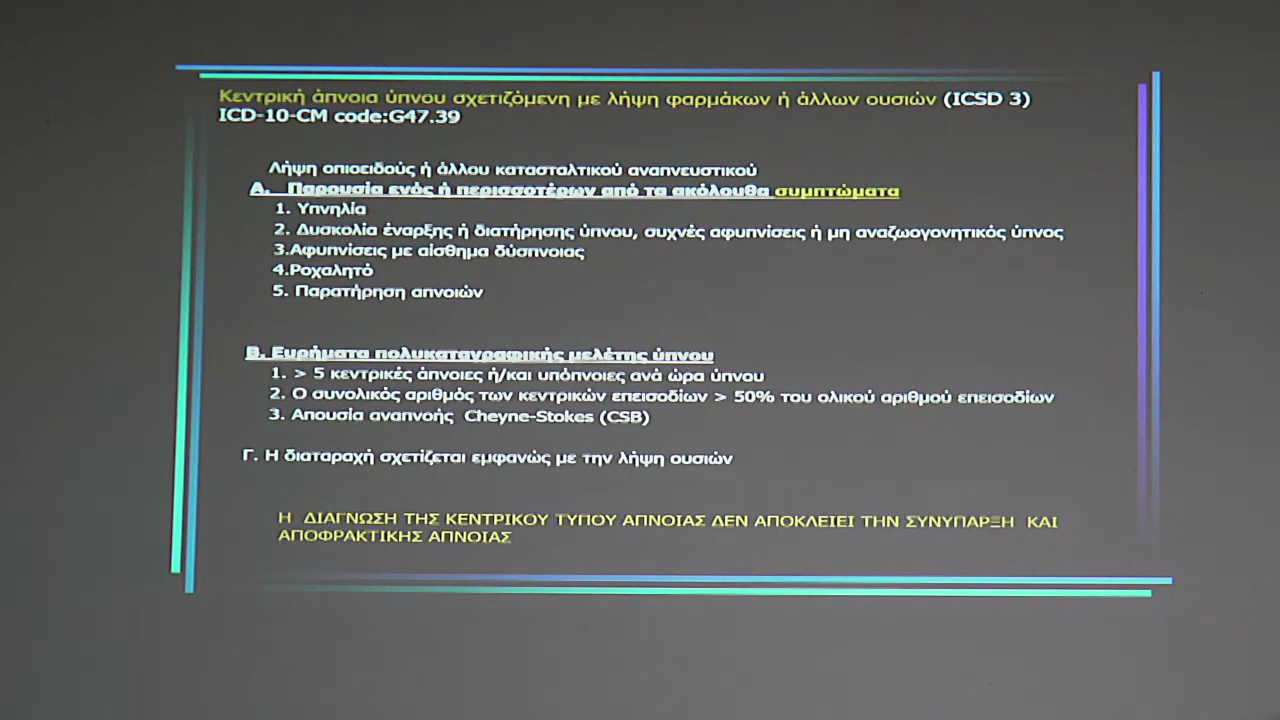 Κεντρική άπνοια ύπνου σχετιζόμενη με λήψη φαρμάκων ή άλλων ουσιών (ICSD 3)
ICD-10-CM code:G47.39
Λήψη οπιοειδούς ή άλλου κατασταλτικού αναπνευστικού
Α. Παρουσία ενός ή περισσοτέρων από τα ακόλουθα συμπτώματα
1. Υπνηλία
2. Δυσκολία έναρξης ή διατήρησης ύπνου, συχνές αφυπνίσεις ή μη αναζωογονητικός ύπνος
3.Αφυπνίσεις με αίσθημα δύσπνοιας
4.Ροχαλητό
5. Παρατήρηση απνοιών
Β. Ευρήματα πολυκαταγραφικής μελέτης ύπνου
1. > 5 κεντρικές άπνοιες ή/και υπόπνοιες ανά ώρα ύπνου
2. Ο συνολικός αριθμός των κεντρικών επεισοδίων > 50% του ολικού αριθμού επεισοδίων
3. Απουσία αναπνοής Cheyne-Stokes (CSB)
Γ. Η διαταραχή σχετίζεται εμφανώς με την λήψη ουσιών
Η ΔΙΑΓΝΩΣΗ ΤΗΣ ΚΕΝΤΡΙΚΟΥ ΤΥΠΟΥ ΑΠΝΟΙΑΣ ΔΕΝ ΑΠΟΚΛΕΙΕΙ ΤΗΝ ΣΥΝΥΠΑΡΞΗ ΚΑΙ
ΑΠΟΦΡΑΚΤΙΚΗΣ ΑΠΝΟΙΑΣ